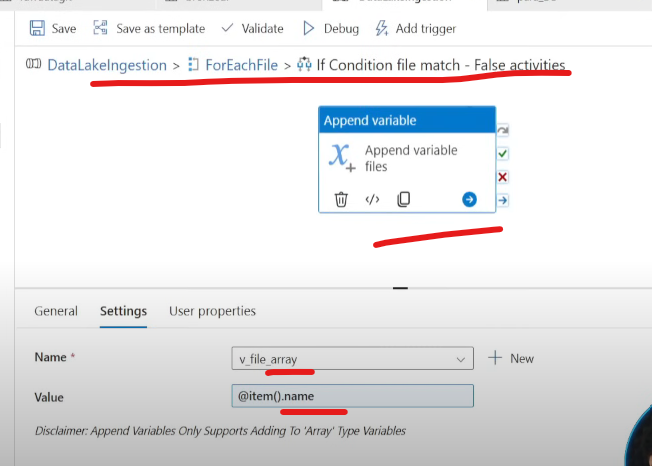 Save Save as template Validate Debug Add trigger
DataLakeIngestion > ForEachFile > If Condition file match - False activities
Append variable
Append variable
files
General Settings User properties
Name * v_file_array New
Value @item().name
Disclaimer: Append Variables Only Supports Adding To 'Array' Type Variables